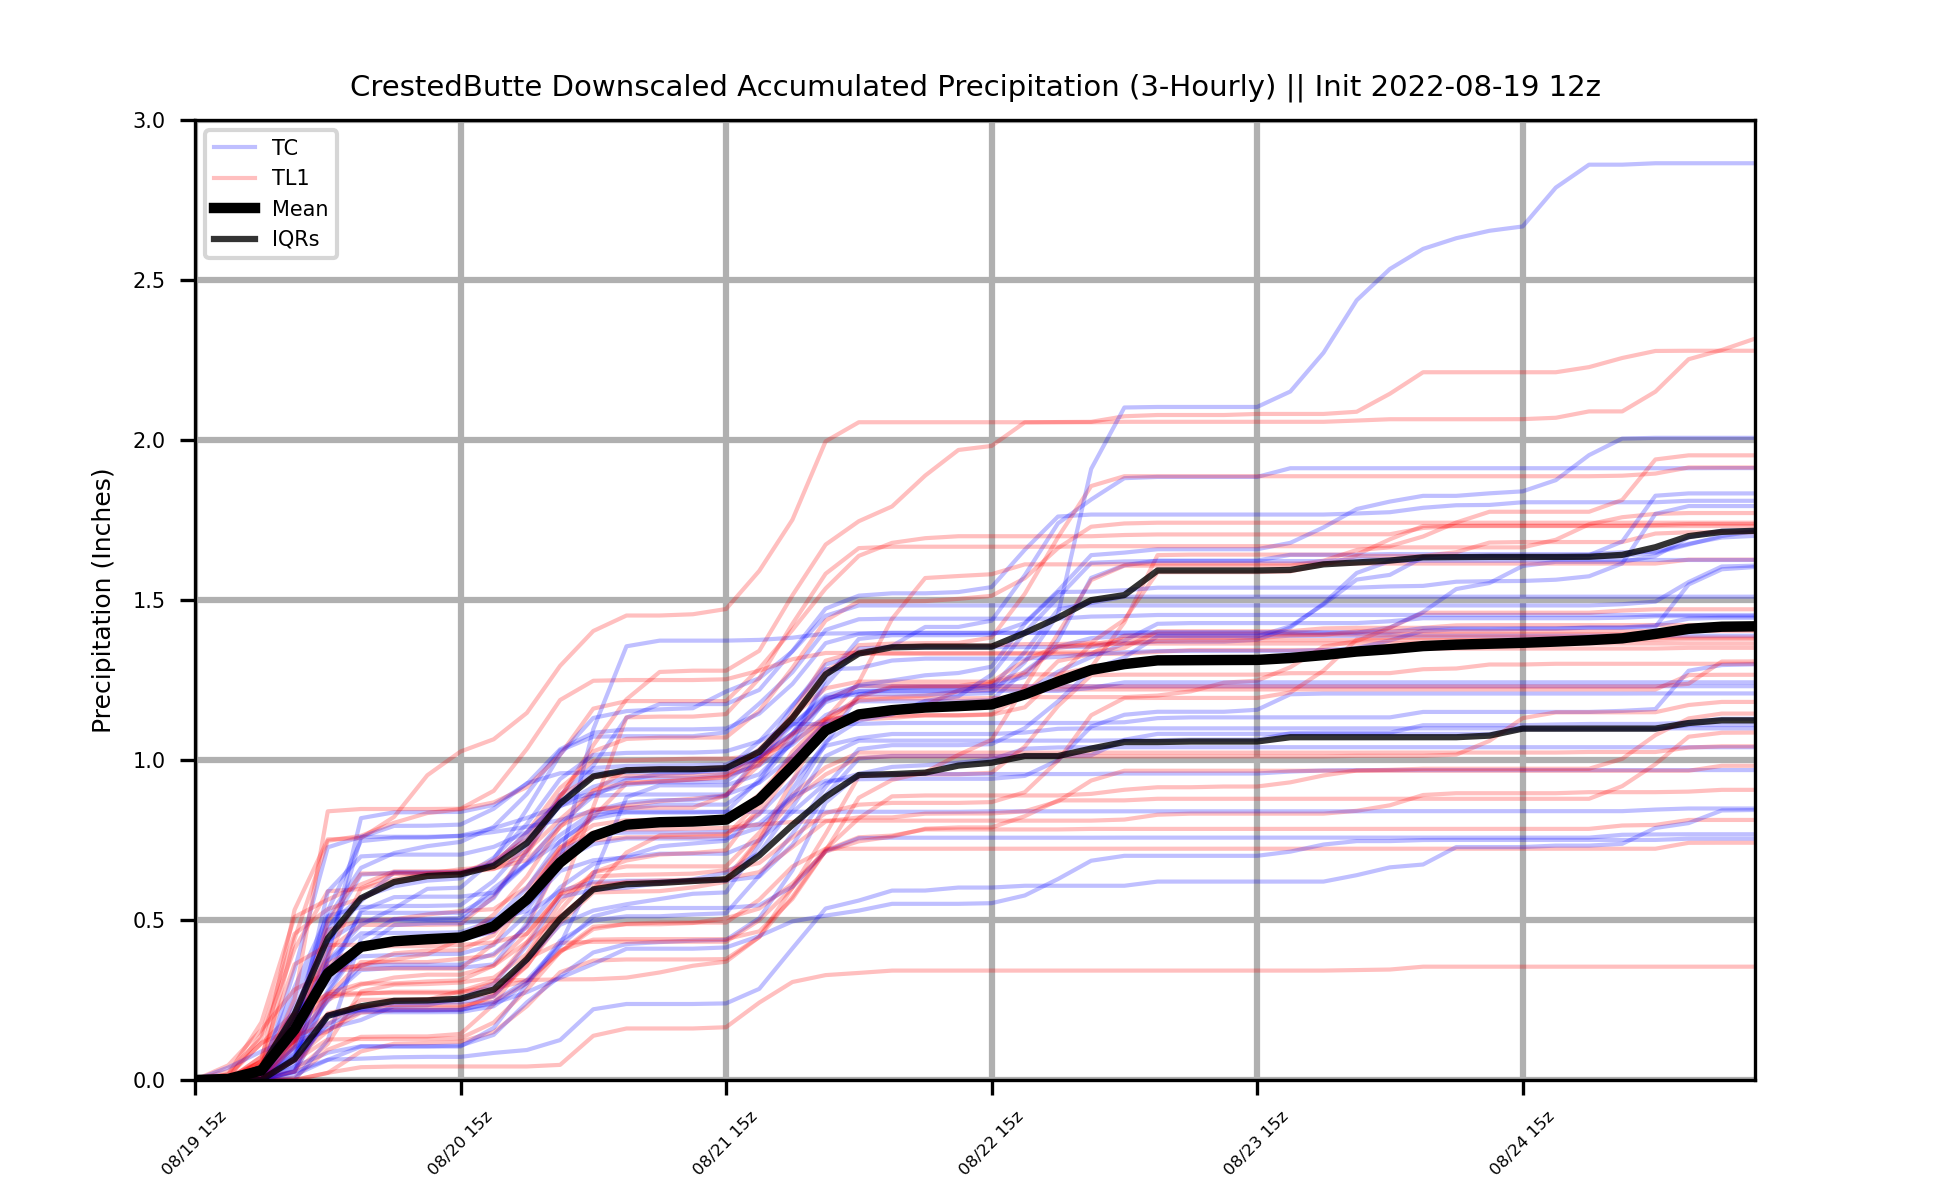 CrestedButte Downscaled Accumulated Precipitation (3-Hourly) || Init 2022-08-19 12z
TC
TL1
Mean
IQRs
Precipitation (Inches)
3.0
2.5
2.0
1.5
1.0
0.5
0.0
08/19 15z
08/20 15z
08/21 15z
08/22 15z
08/23 15z
08/24 15z